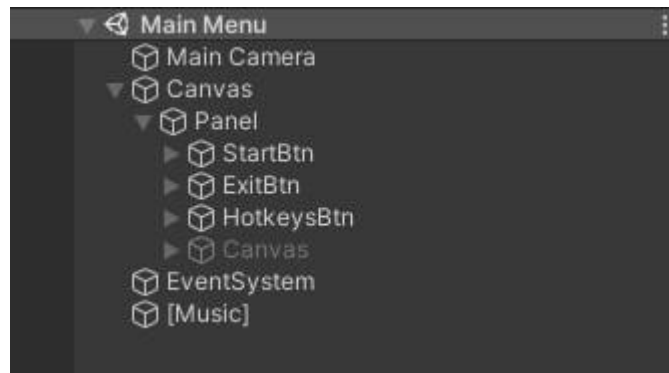 Main Menu
Main Camera
Canvas
Panel
StartBtn
ExitBtn
HotkeysBtn
Canvas
EventSystem
[Music]